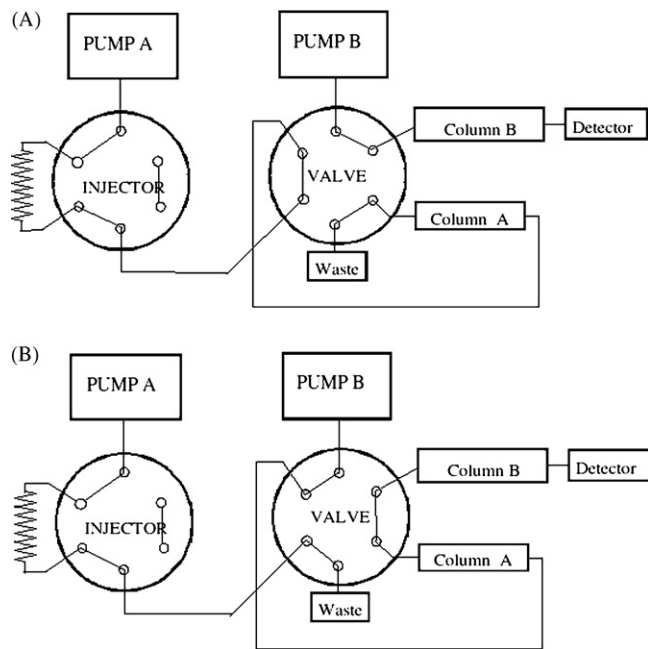 (A)
PUMP A
PUMP B
Column B
Detector
INJECTOR
VALVE
Column A
Waste
(B)
PUMP A
PUMP B
Column B
Detector
INJECTOR
VALVE
Column A
Waste